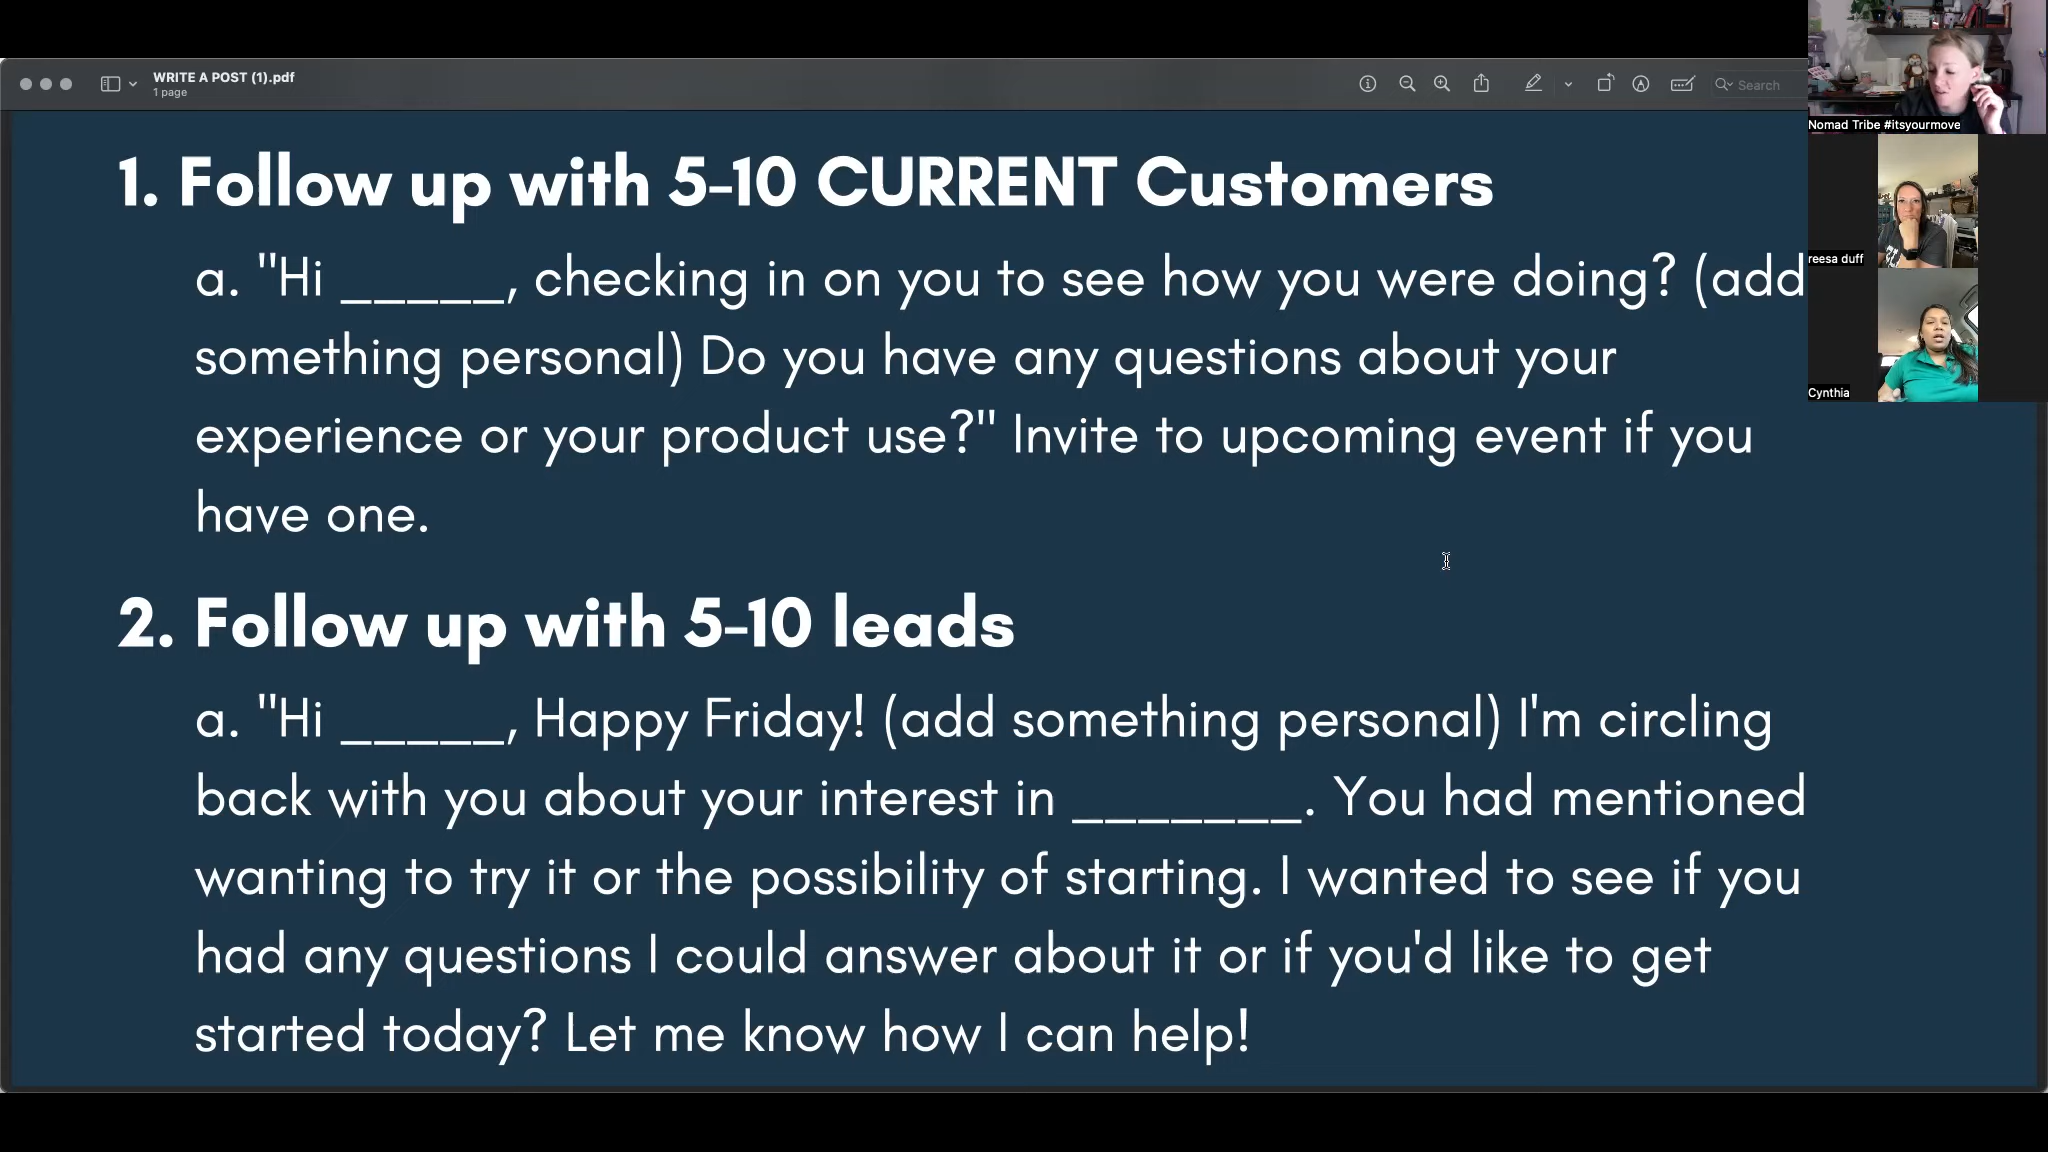 WRITE A POST (1).pdf
1 page
Search
1. Follow up with 5-10 CURRENT Customers
a. "Hi _____, checking in on you to see how you were doing? (add
something personal) Do you have any questions about your
experience or your product use?" Invite to upcoming event if you
have one.
2. Follow up with 5-10 leads
a. "Hi _____, Happy Friday! (add something personal) I'm circling
back with you about your interest in _______. You had mentioned
wanting to try it or the possibility of starting. I wanted to see if you
had any questions I could answer about it or if you'd like to get
started today? Let me know how I can help!
Nomad Tribe #itsyourmove
reesa duff
Cynthia